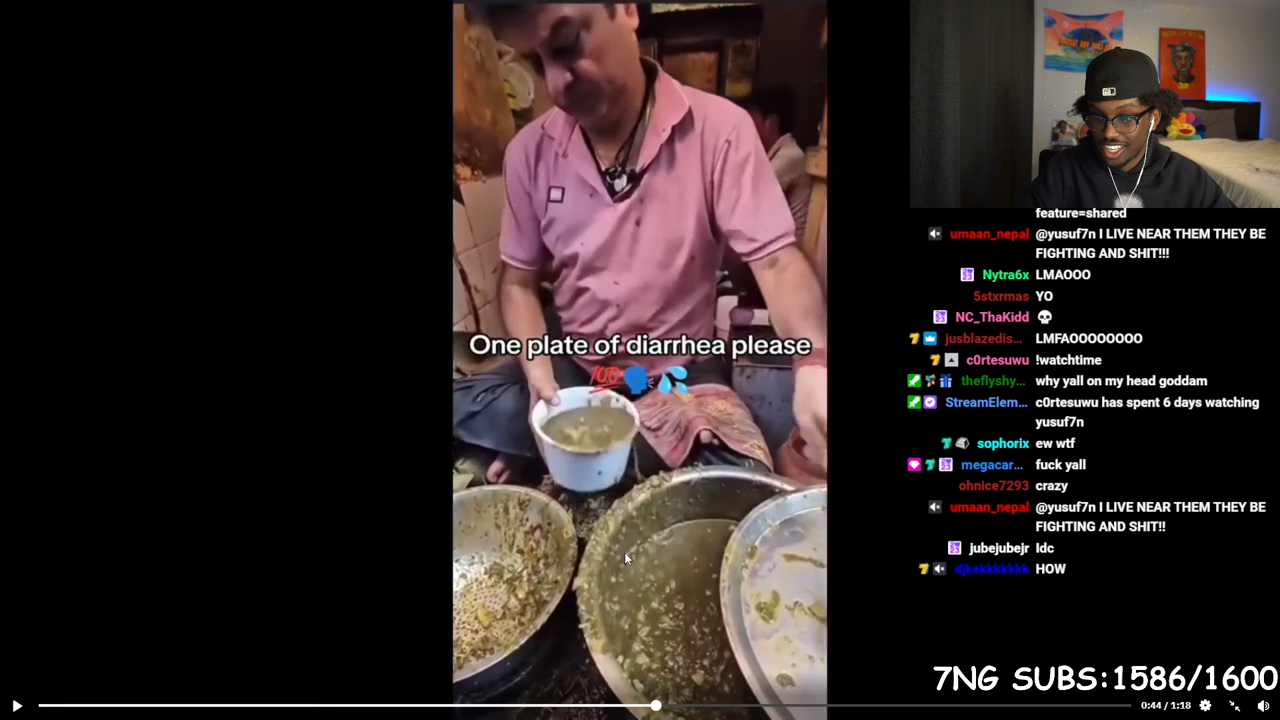 One plate of diarrhea please
💯🗣️💦
feature=shared
umaan_nepal @yusuf7n I LIVE NEAR THEM THEY BE
FIGHTING AND SHIT!!!
Nytra6x LMAOOO
5stxrmas YO
NC_ThaKidd 💀
jusblazedis... LMFAOOOOOOOO
c0rtesuwu !watchtime
theflyshy... why yall on my head goddam
StreamElem... c0rtesuwu has spent 6 days watching
yusuf7n
sophorix ew wtf
megacar... fuck yall
ohnice7293 crazy
umaan_nepal @yusuf7n I LIVE NEAR THEM THEY BE
FIGHTING AND SHIT!!
jubejubejr Idc
djkekkkkkkk HOW
7NG SUBS:1586/1600
0:44 / 1:18